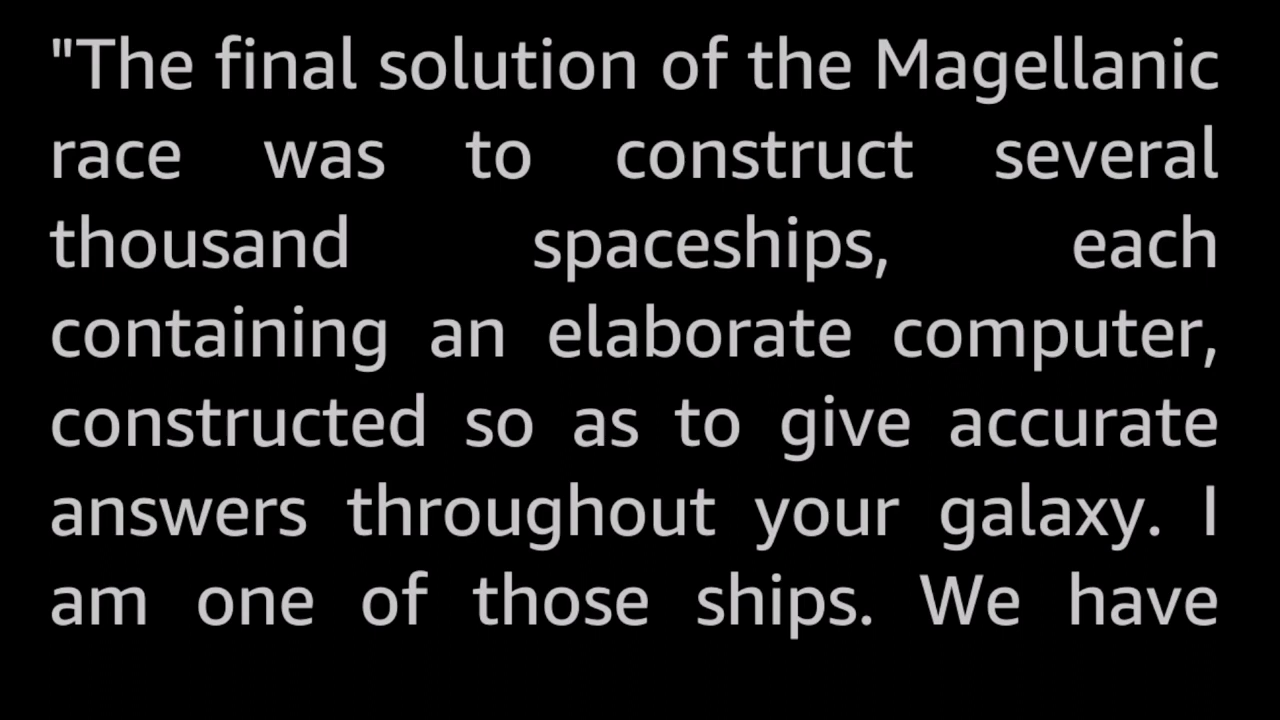 "The final solution of the Magellanic
race was to construct several
thousand spaceships, each
containing an elaborate computer,
constructed so as to give accurate
answers throughout your galaxy. I
am one of those ships. We have